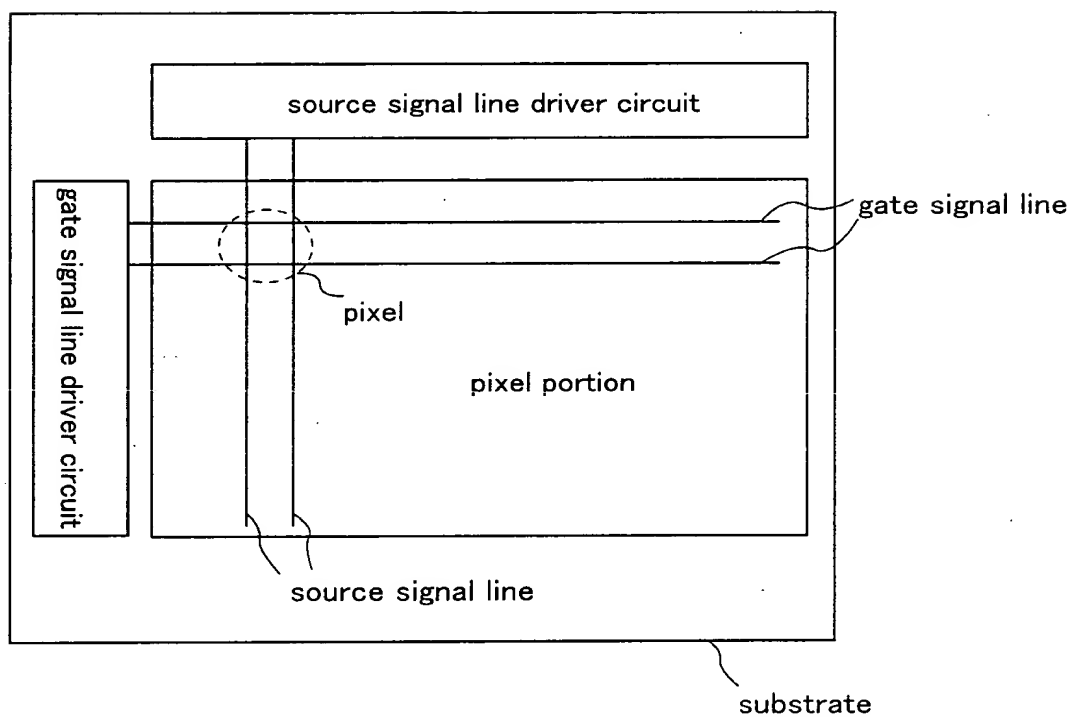 source signal line driver circuit
gate signal line driver circuit
gate signal line
pixel
pixel portion
source signal line
substrate